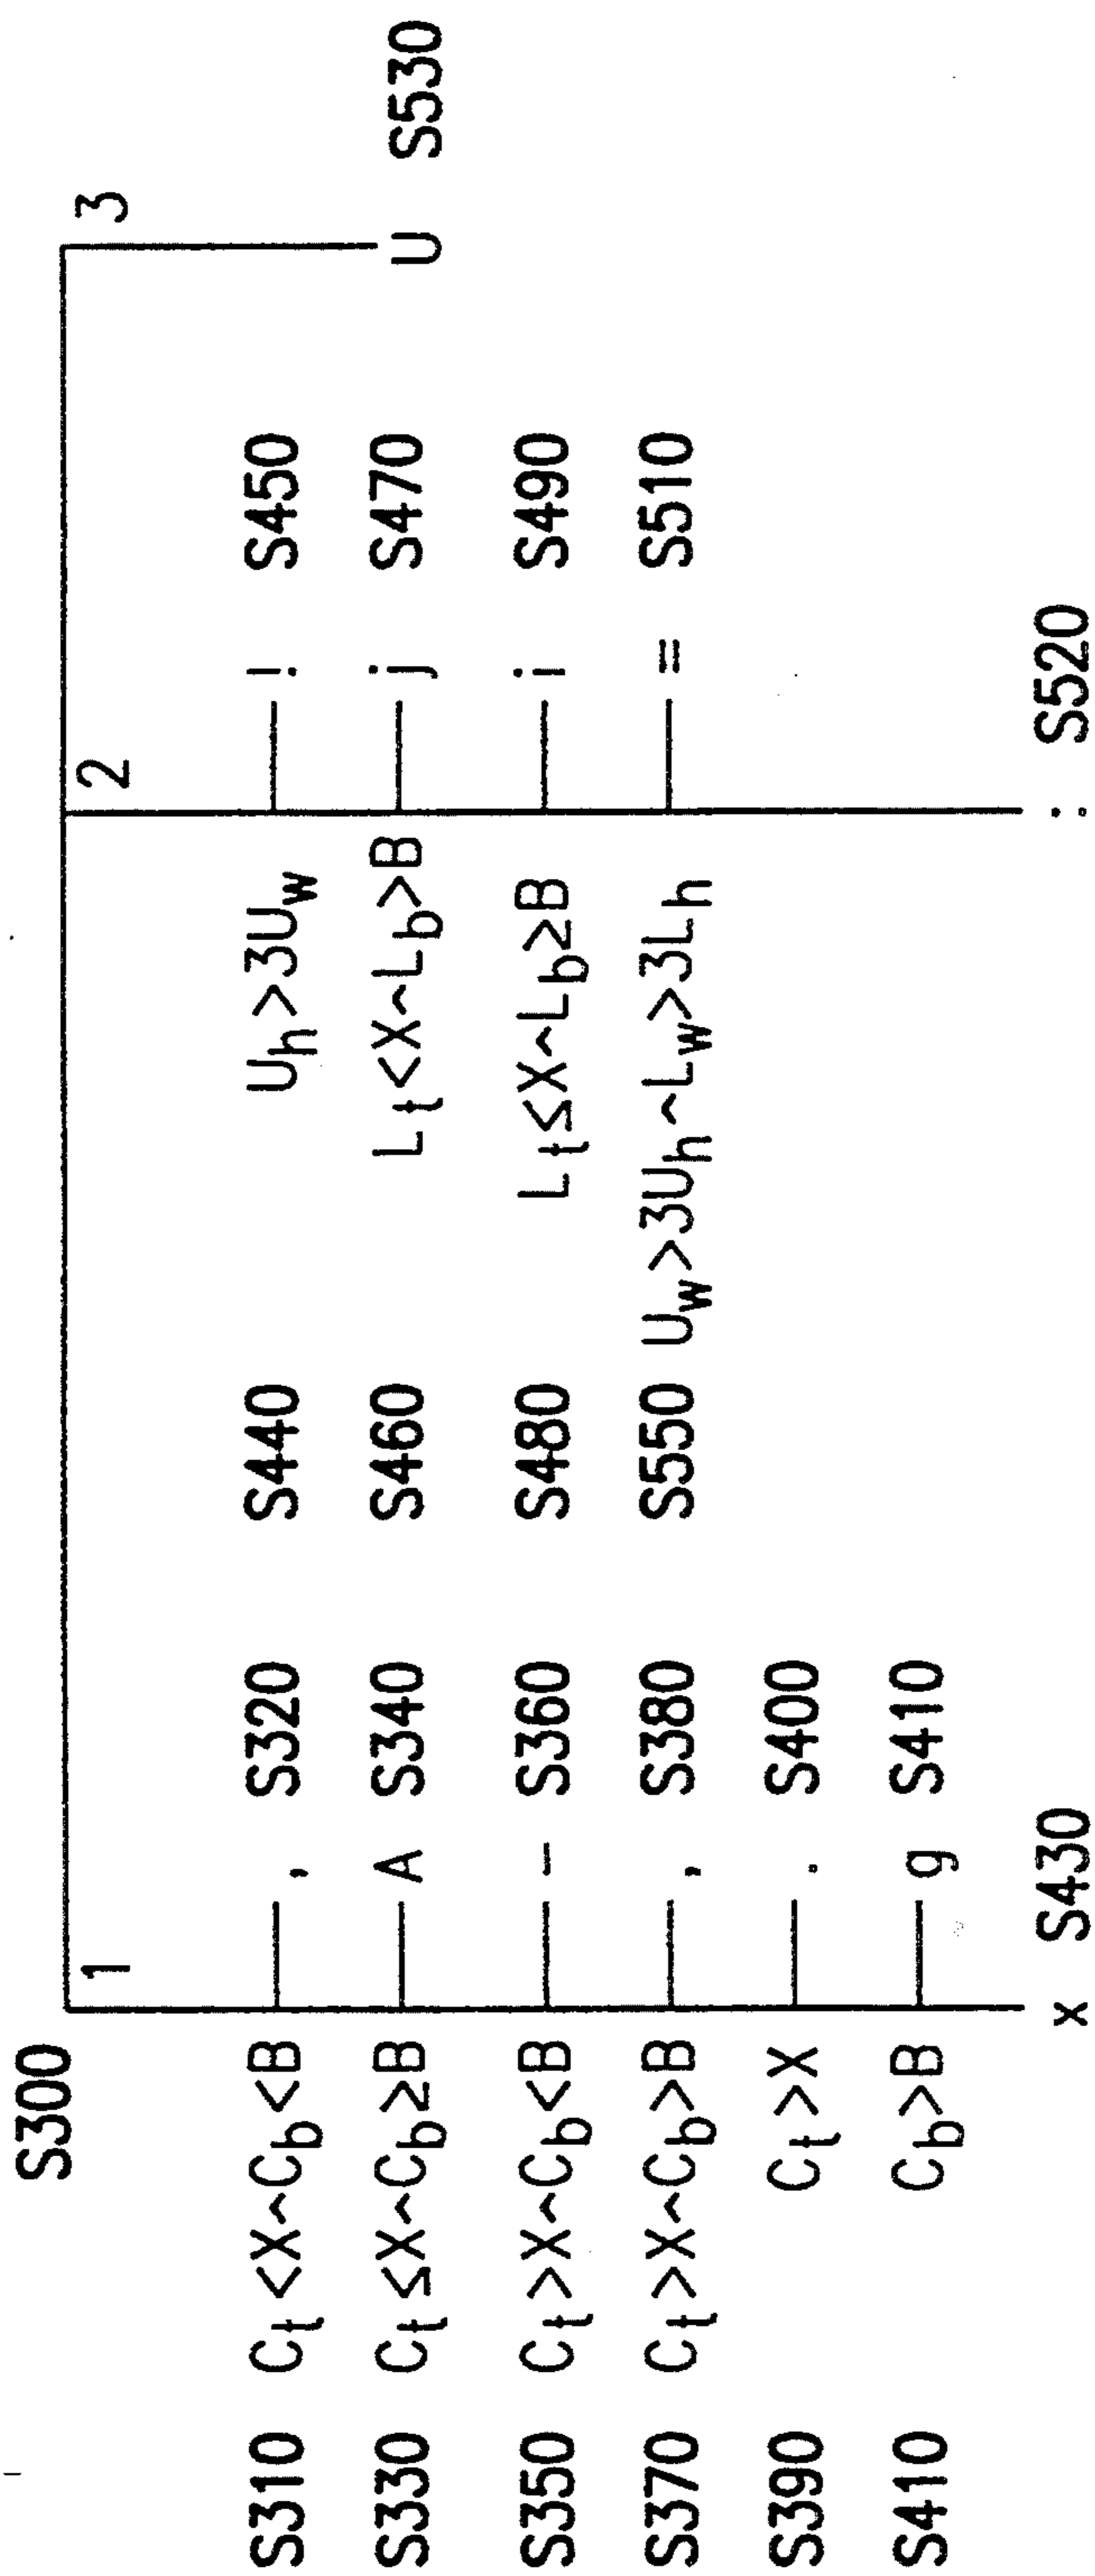 S300
1 2 3
S310 Ct<X^Cb<B , S320 S440 Uh>3Uw ! S450
S330 Ct≤X^Cb≥B A S340 S460 Lt<X^Lb>B j S470 U S530
S350 Ct>X^Cb<B – S360 S480 Lt≤X^Lb≥B i S490
S370 Ct>X^Cb>B , S380 S550 Uw>3Uh^Lw>3Lh = S510
S390 Ct>X . S400
S410 Cb>B g S410
x S430 : S520